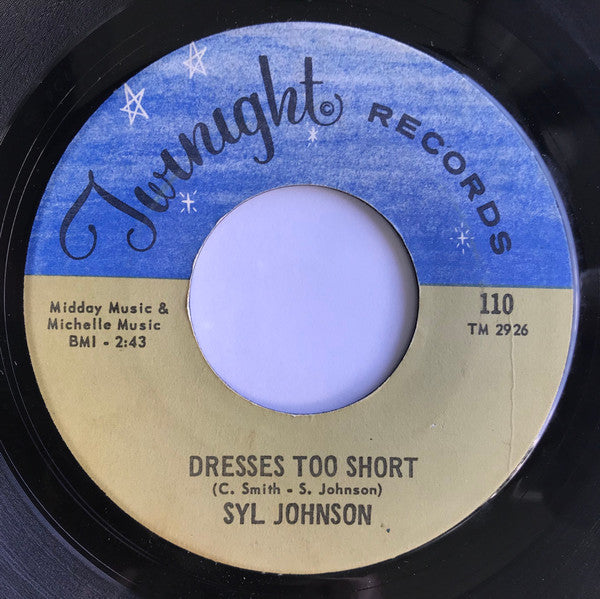 Twinight © RECORDS
Midday Music &
Michelle Music
BMI - 2:43
110
TM 2926
DRESSES TOO SHORT
(C. Smith - S. Johnson)
SYL JOHNSON